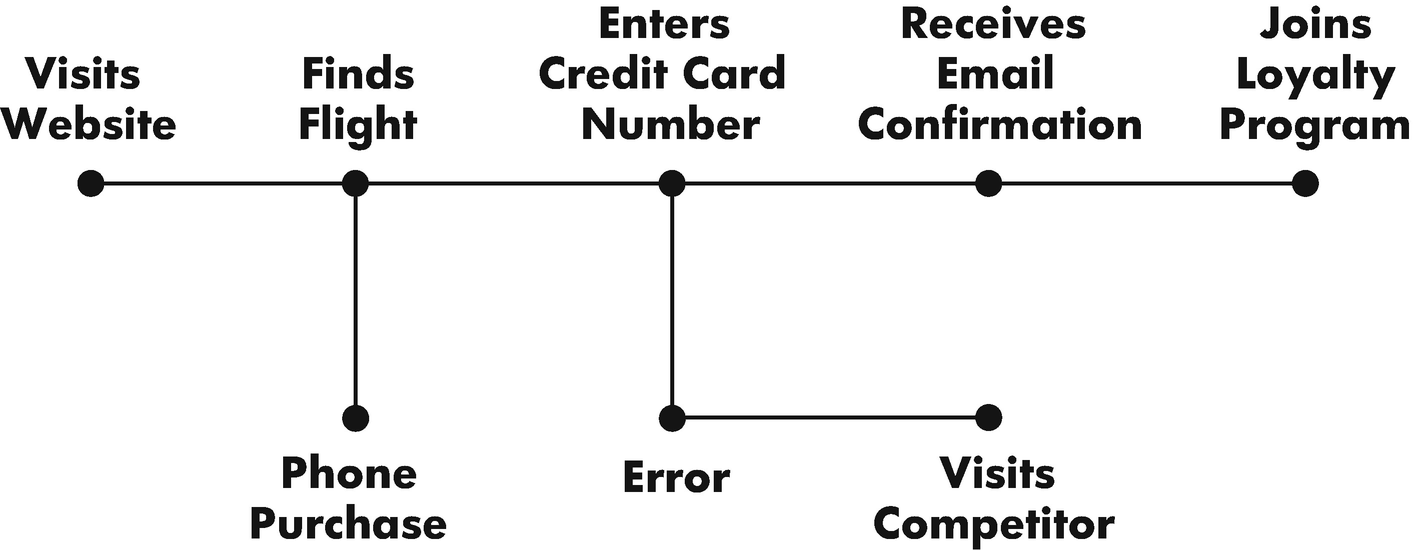 Visits
Website
Finds
Flight
Enters
Credit Card
Number
Receives
Email
Confirmation
Joins
Loyalty
Program
Phone
Purchase
Error
Visits
Competitor